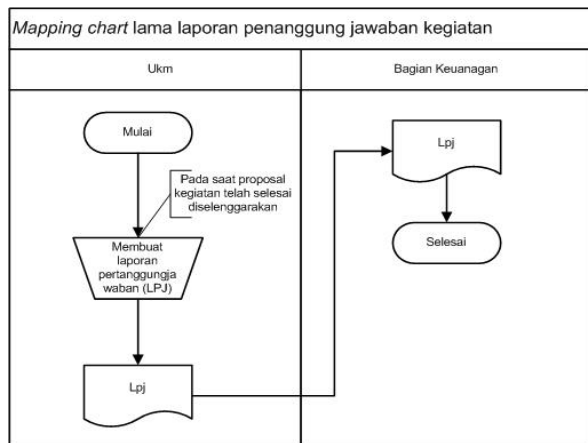 Mapping chart lama laporan penanggung jawaban kegiatan
Ukm
Bagian Keuanagan
Mulai
Pada saat proposal
kegiatan telah selesai
diselenggarakan
Membuat
laporan
pertanggungja
waban (LPJ)
Lpj
Lpj
Selesai